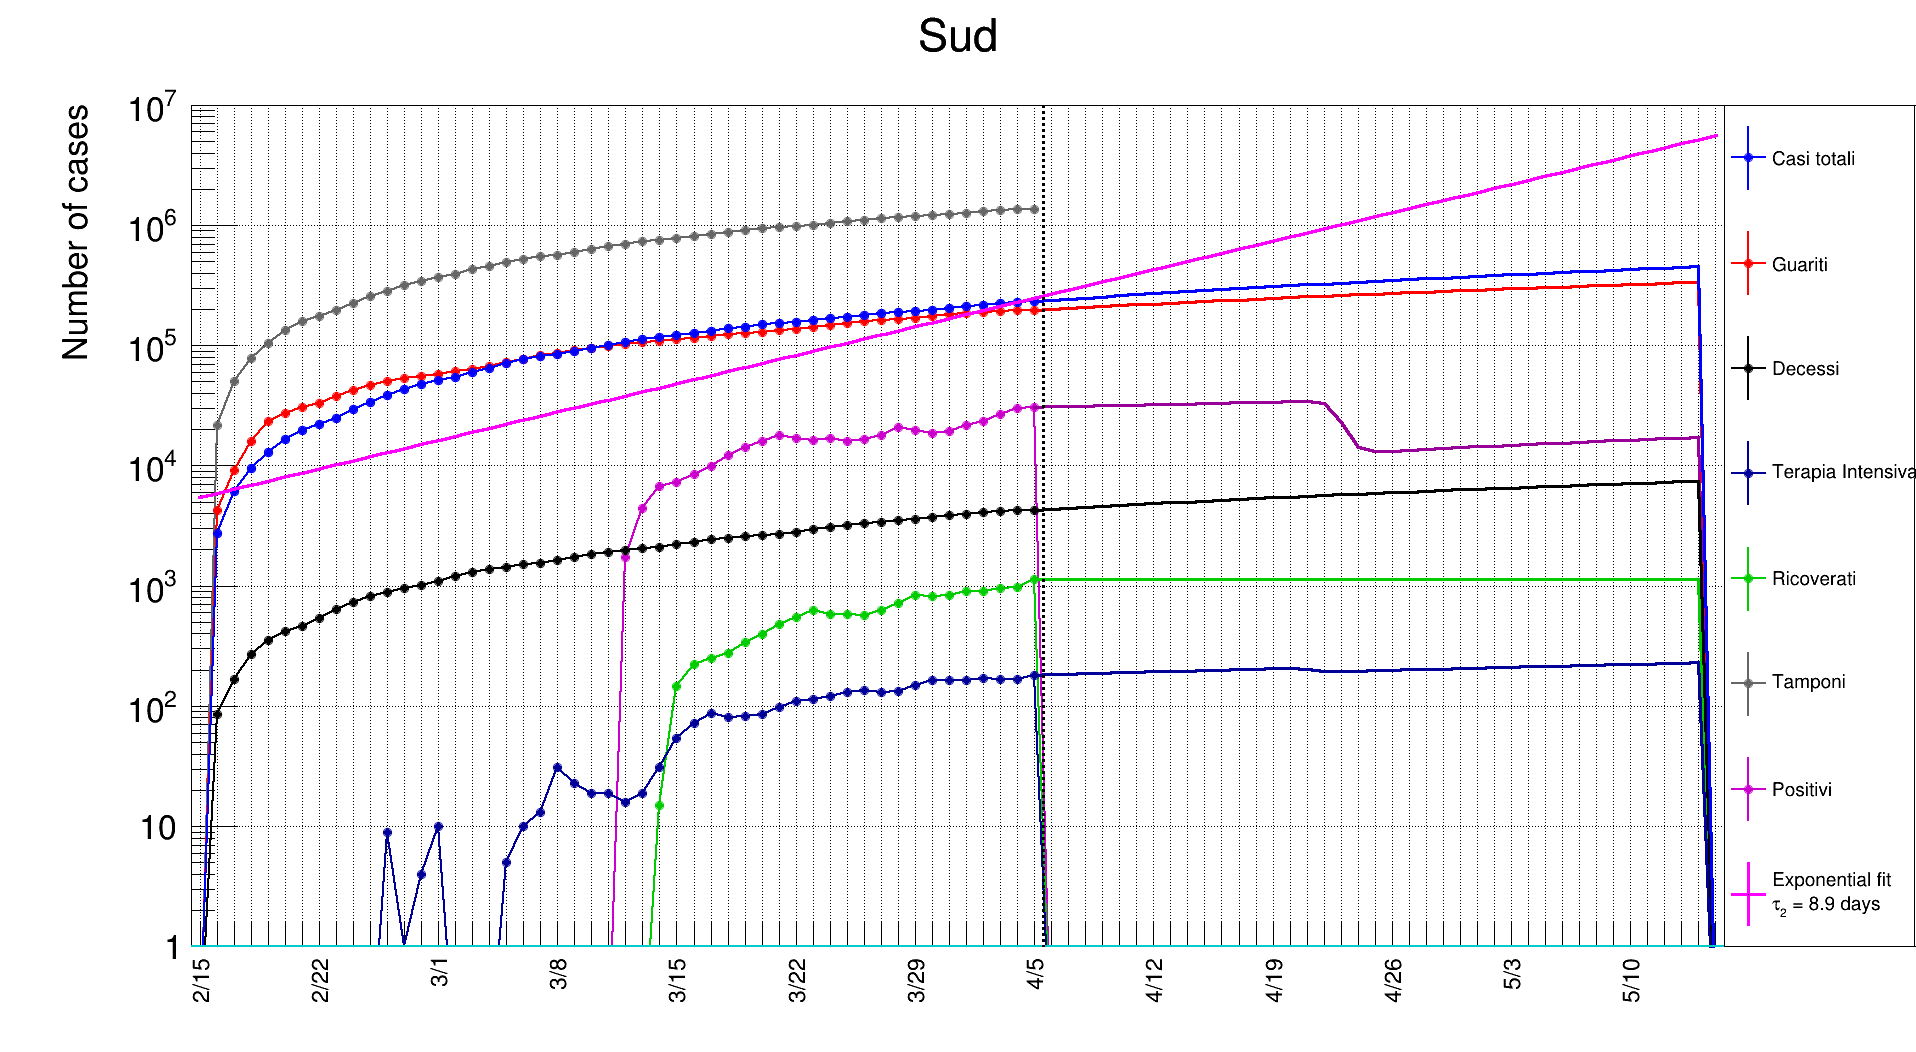 Sud
Number of cases
10^7
10^6
10^5
10^4
10^3
10^2
10
1
2/15
2/22
3/1
3/8
3/15
3/22
3/29
4/5
4/12
4/19
4/26
5/3
5/10
Casi totali
Guariti
Decessi
Terapia Intensiva
Ricoverati
Tamponi
Positivi
Exponential fit
τ₂ = 8.9 days